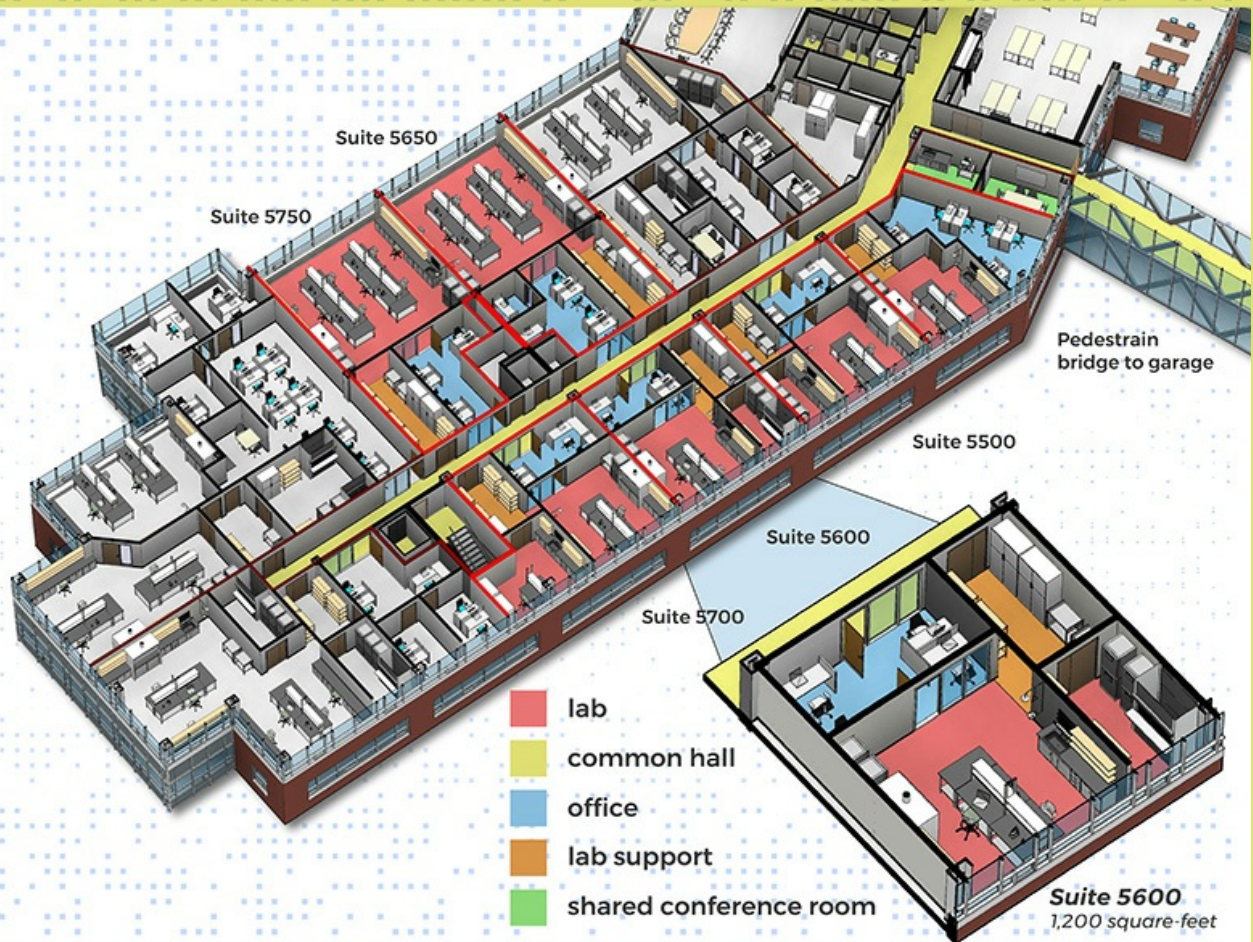 Suite 5650
Suite 5750
Pedestrain
bridge to garage
Suite 5500
Suite 5600
Suite 5700
lab
common hall
office
lab support
shared conference room
Suite 5600
1,200 square-feet